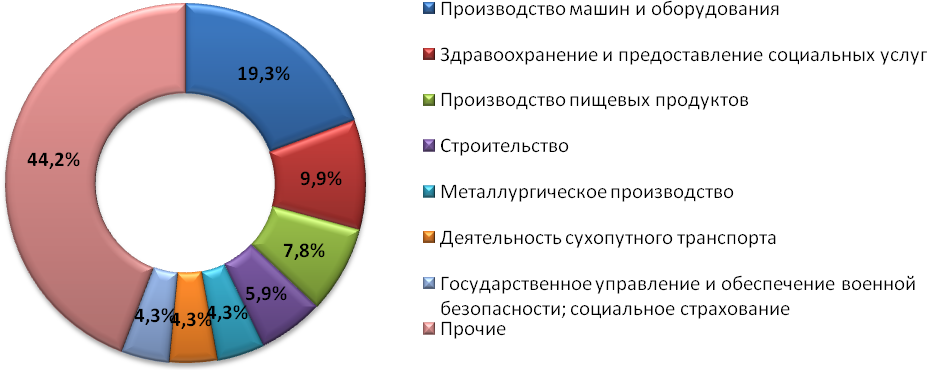 19,3%
9,9%
7,8%
5,9%
4,3%
4,3%
4,3%
44,2%
Производство машин и оборудования
Здравоохранение и предоставление социальных услуг
Производство пищевых продуктов
Строительство
Металлургическое производство
Деятельность сухопутного транспорта
Государственное управление и обеспечение военной
безопасности; социальное страхование
Прочие